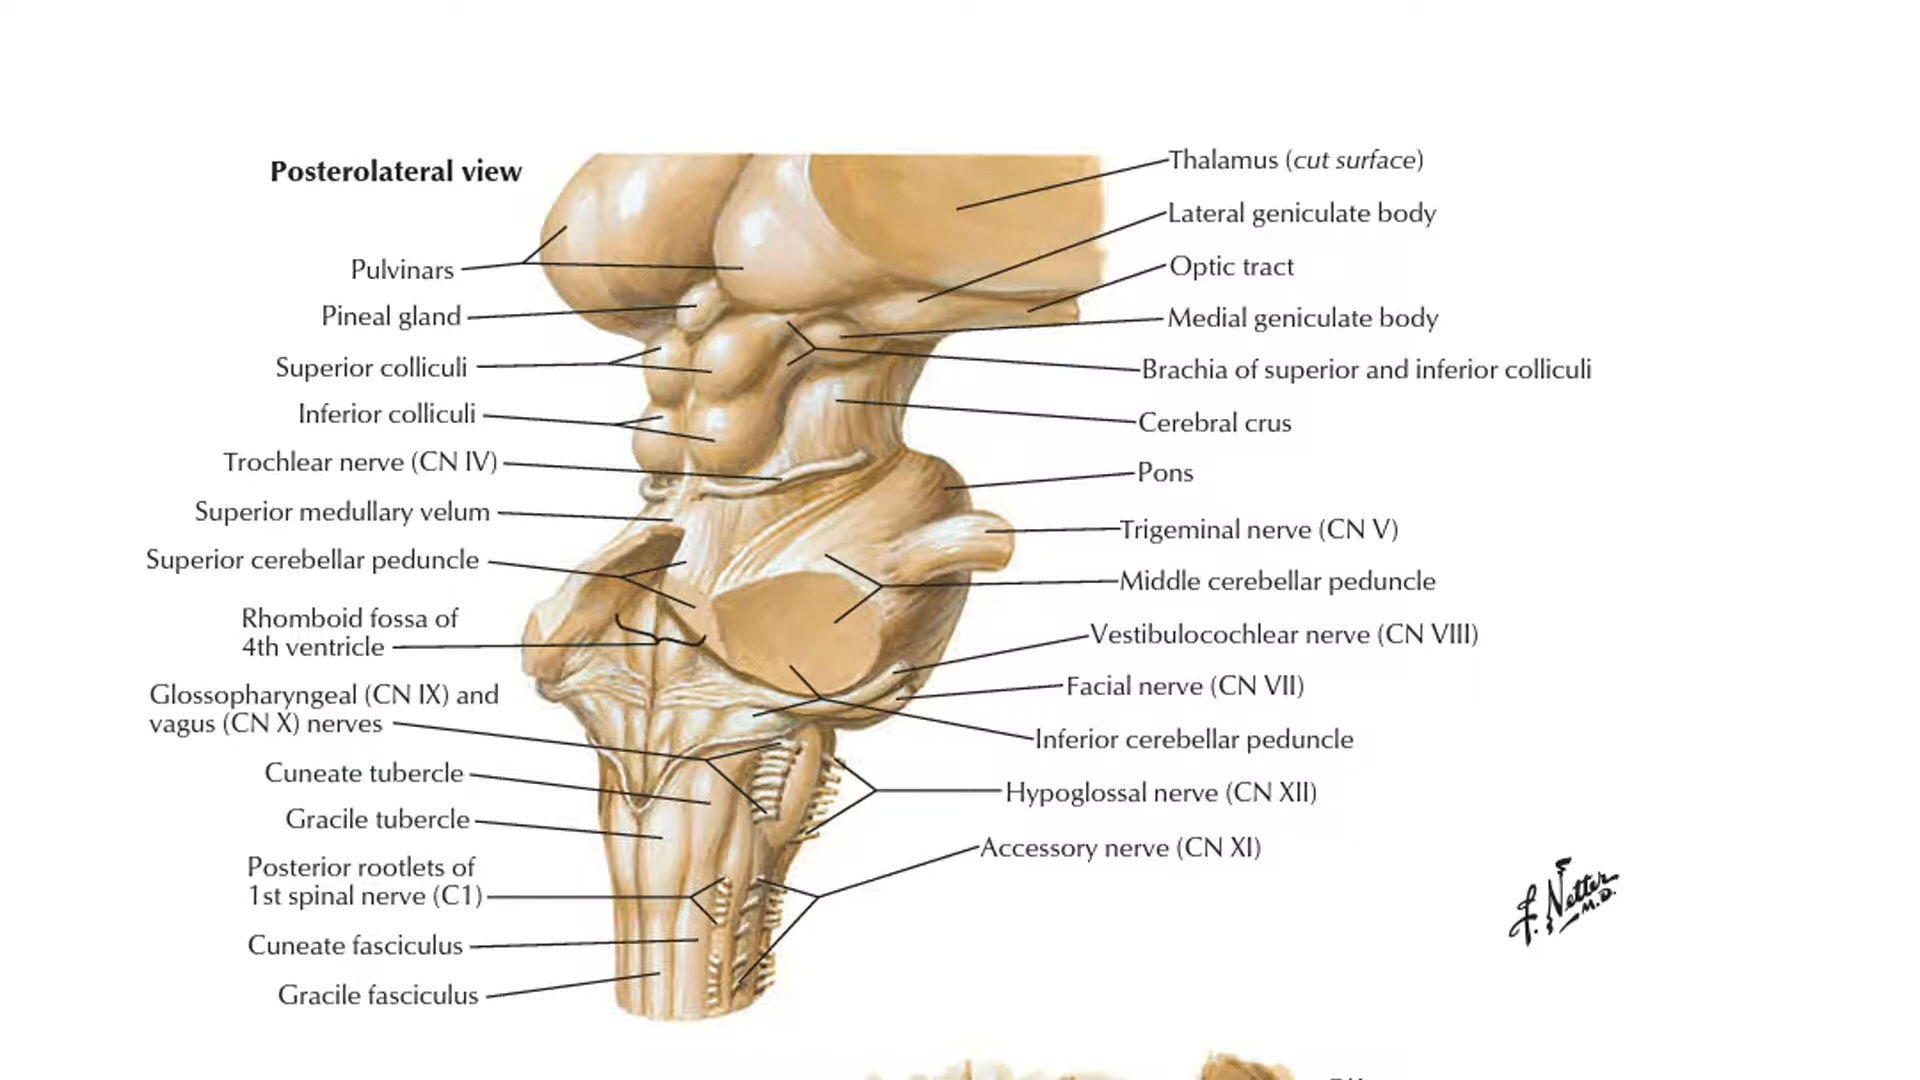 Posterolateral view
Pulvinars
Pineal gland
Superior colliculi
Inferior colliculi
Trochlear nerve (CN IV)
Superior medullary velum
Superior cerebellar peduncle
Rhomboid fossa of
4th ventricle
Glossopharyngeal (CN IX) and
vagus (CN X) nerves
Cuneate tubercle
Gracile tubercle
Posterior rootlets of
1st spinal nerve (C1)
Cuneate fasciculus
Gracile fasciculus
Thalamus (cut surface)
Lateral geniculate body
Optic tract
Medial geniculate body
Brachia of superior and inferior colliculi
Cerebral crus
Pons
Trigeminal nerve (CN V)
Middle cerebellar peduncle
Vestibulocochlear nerve (CN VIII)
Facial nerve (CN VII)
Inferior cerebellar peduncle
Hypoglossal nerve (CN XII)
Accessory nerve (CN XI)
F. Netter
M.D.